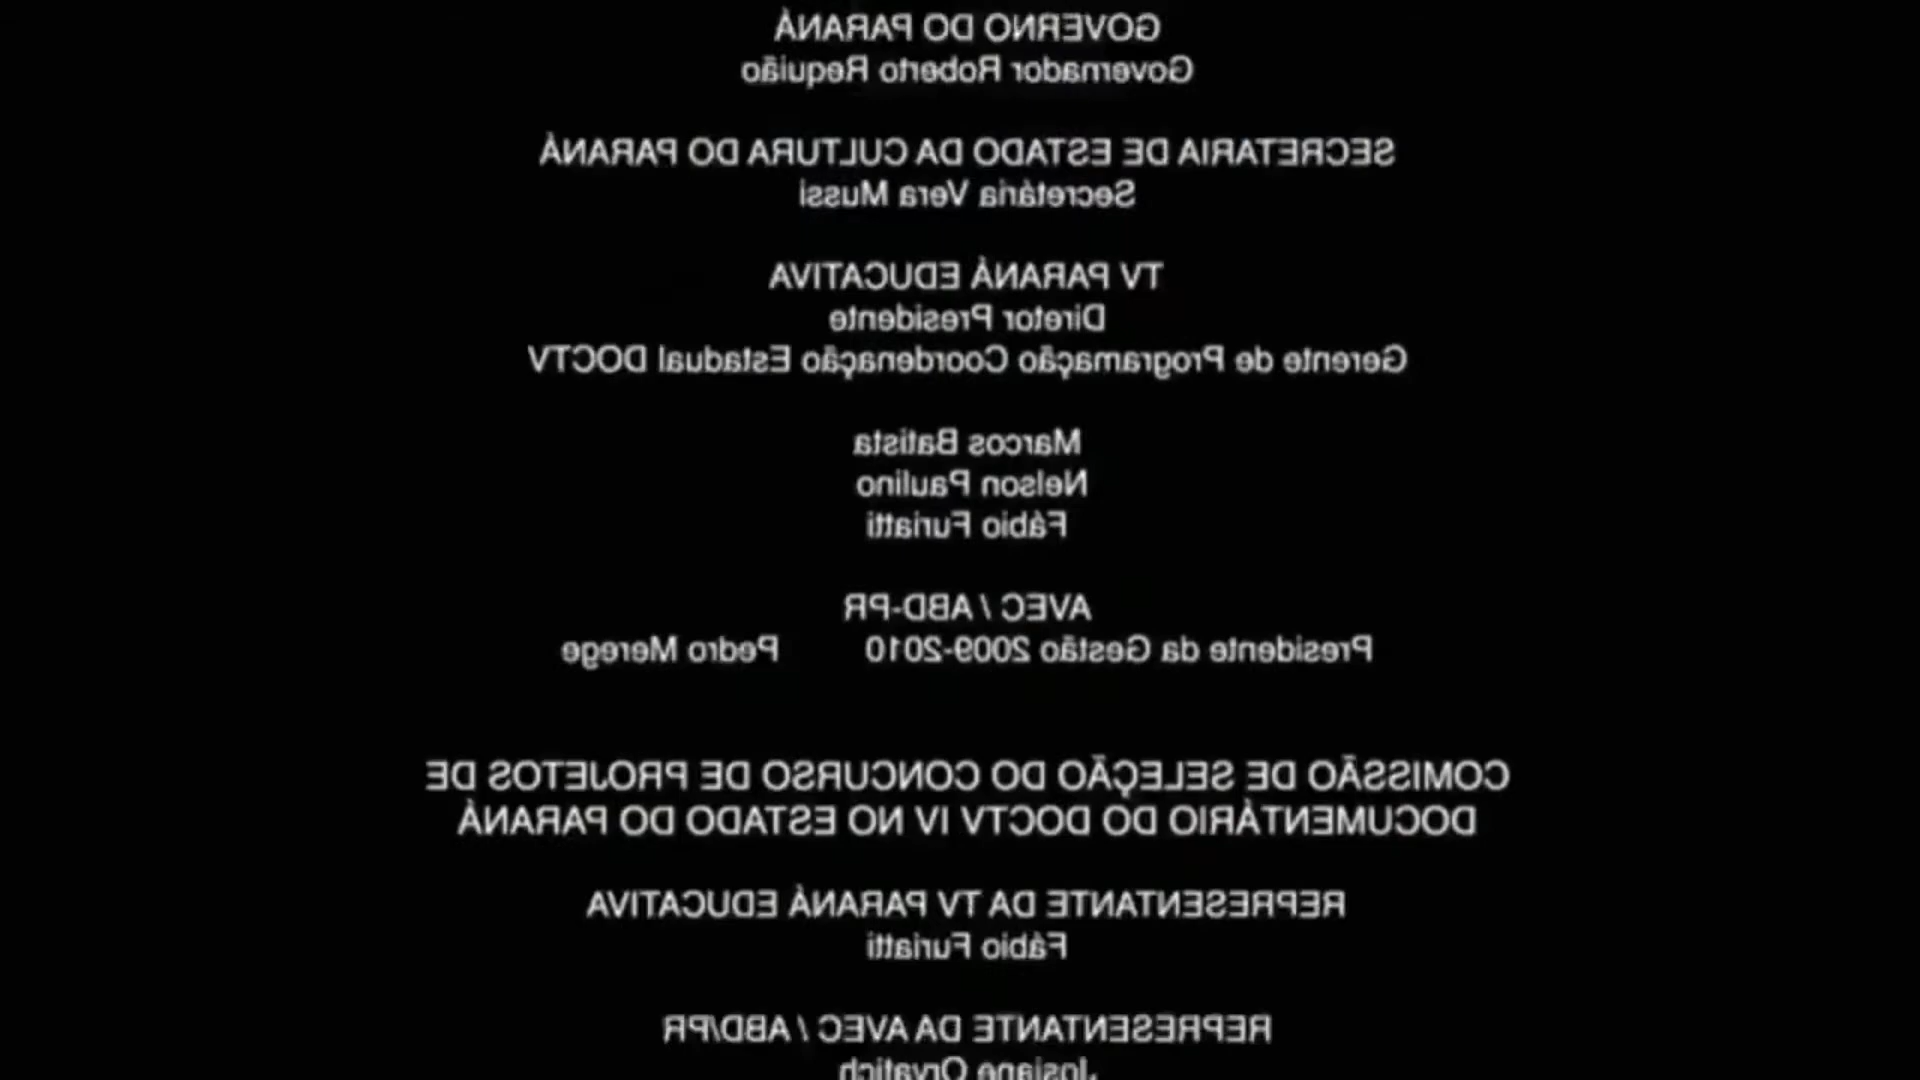 GOVERNO DO PARANÁ
Governador Roberto Requião
SECRETARIA DE ESTADO DA CULTURA DO PARANÁ
Secretária Vera Mussi
TV PARANÁ EDUCATIVA
Diretor Presidente
Gerente de Programação Coordenação Estadual DOCTV
Marcos Batista
Nelson Paulino
Fábio Furiatti
AVEC / ABD-PR
Presidente da Gestão 2009-2010 Pedro Merege
COMISSÃO DE SELEÇÃO DO CONCURSO DE PROJETOS DE
DOCUMENTÁRIO DO DOCTV IV NO ESTADO DO PARANÁ
REPRESENTANTE DA TV PARANÁ EDUCATIVA
Fábio Furiatti
REPRESENTANTE DA AVEC / ABD/PR
Josiane